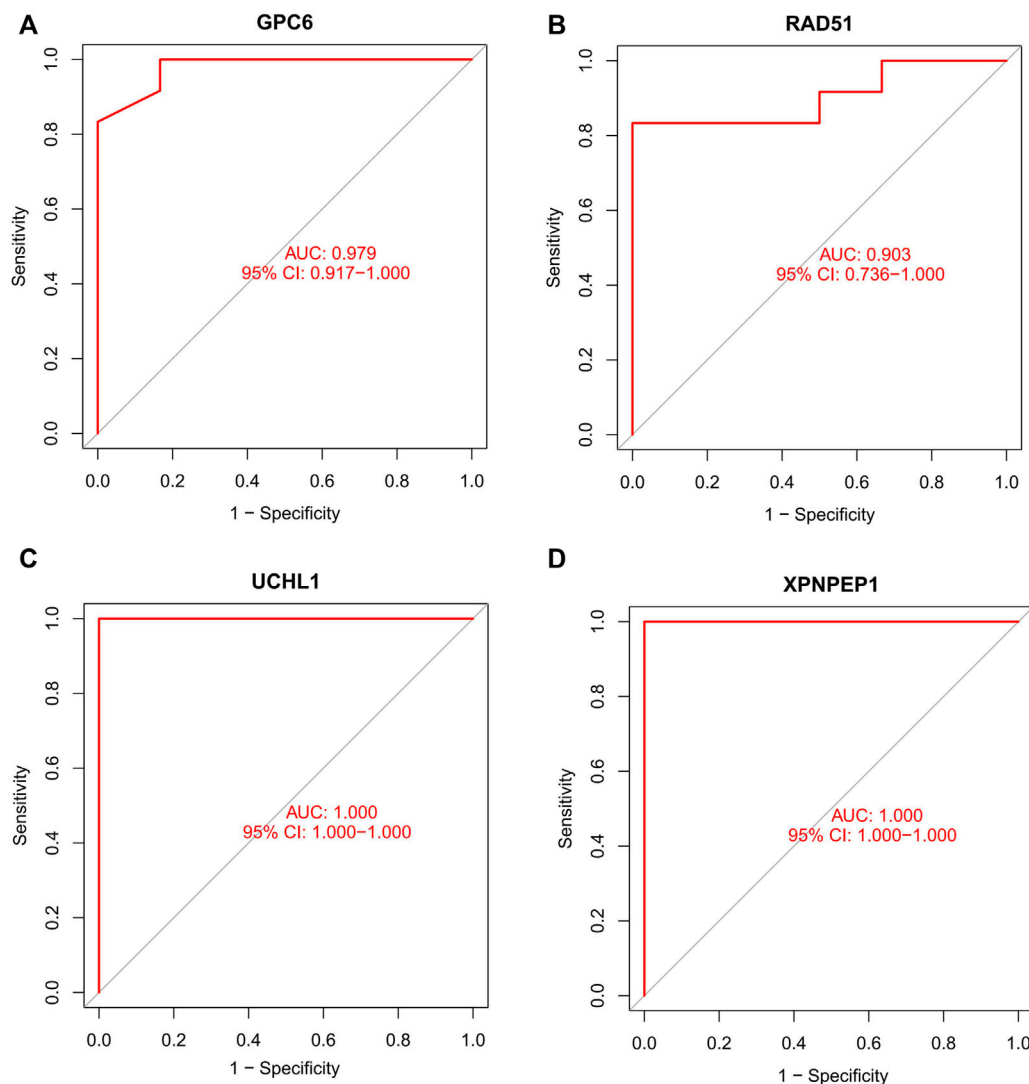 A
GPC6
1.0
0.8
0.6
0.4
0.2
0.0
Sensitivity
AUC: 0.979
95% CI: 0.917−1.000
0.0 0.2 0.4 0.6 0.8 1.0
1 − Specificity
B
RAD51
1.0
0.8
0.6
0.4
0.2
0.0
Sensitivity
AUC: 0.903
95% CI: 0.736−1.000
0.0 0.2 0.4 0.6 0.8 1.0
1 − Specificity
C
UCHL1
1.0
0.8
0.6
0.4
0.2
0.0
Sensitivity
AUC: 1.000
95% CI: 1.000−1.000
0.0 0.2 0.4 0.6 0.8 1.0
1 − Specificity
D
XPNPEP1
1.0
0.8
0.6
0.4
0.2
0.0
Sensitivity
AUC: 1.000
95% CI: 1.000−1.000
0.0 0.2 0.4 0.6 0.8 1.0
1 − Specificity